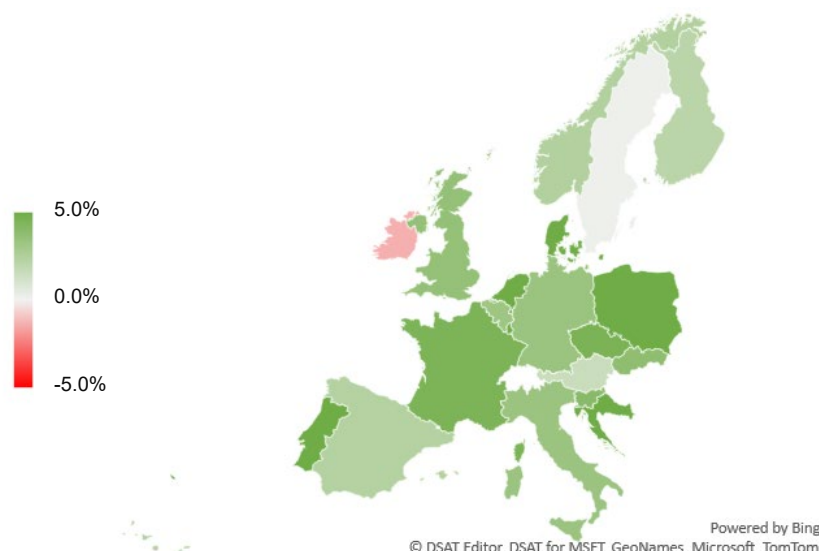 5.0%
0.0%
-5.0%
Powered by Bing
© DSAT Editor, DSAT for MSFT, GeoNames, Microsoft, TomTom